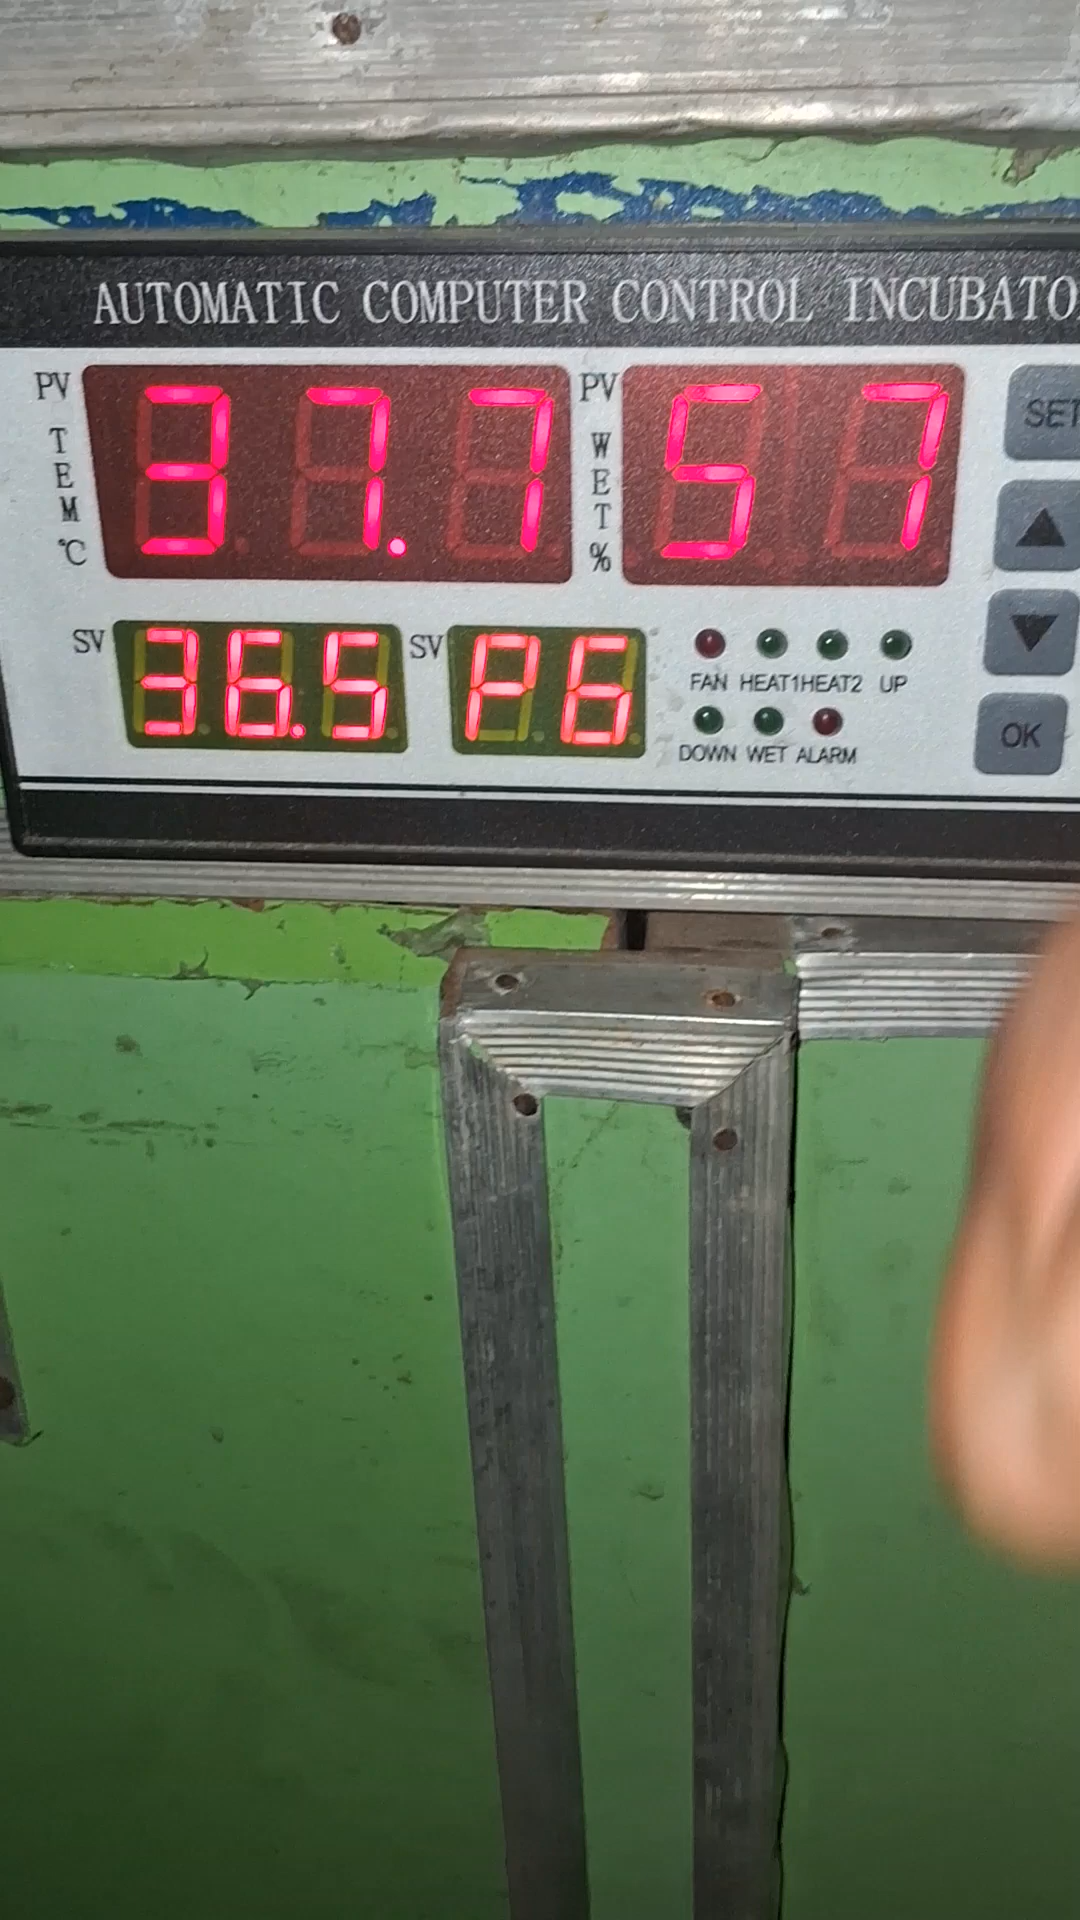 AUTOMATIC COMPUTER CONTROL INCUBATO
PV TEM °C 37.7 PV WET % 57 SET
SV 36.5 SV P6
FAN HEAT1 HEAT2 UP
DOWN WET ALARM
OK